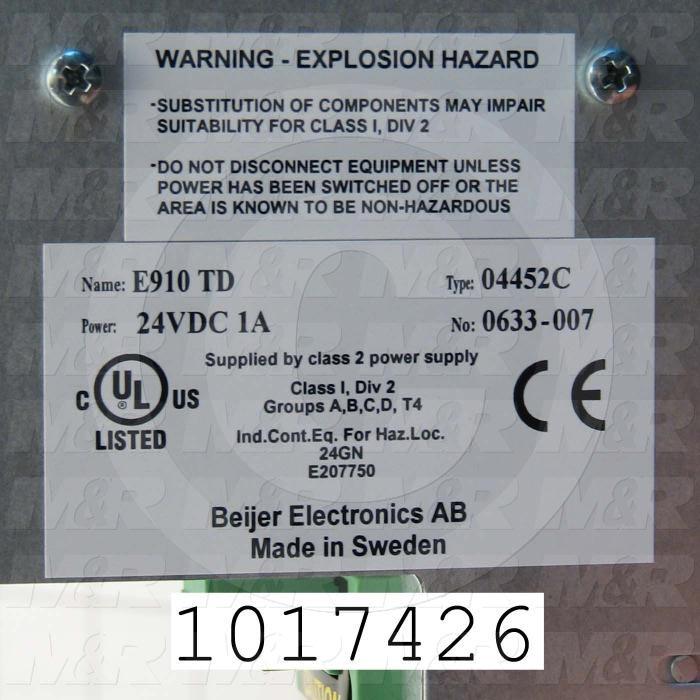 WARNING - EXPLOSION HAZARD
-SUBSTITUTION OF COMPONENTS MAY IMPAIR
SUITABILITY FOR CLASS I, DIV 2
-DO NOT DISCONNECT EQUIPMENT UNLESS
POWER HAS BEEN SWITCHED OFF OR THE
AREA IS KNOWN TO BE NON-HAZARDOUS
Name: E910 TD Type: 04452C
Power: 24VDC 1A No: 0633-007
Supplied by class 2 power supply
C UL ® US
LISTED
Class I, Div 2
Groups A,B,C,D, T4
CE
Ind.Cont.Eq. For Haz.Loc.
24GN
E207750
Beijer Electronics AB
Made in Sweden
1017426
M&R